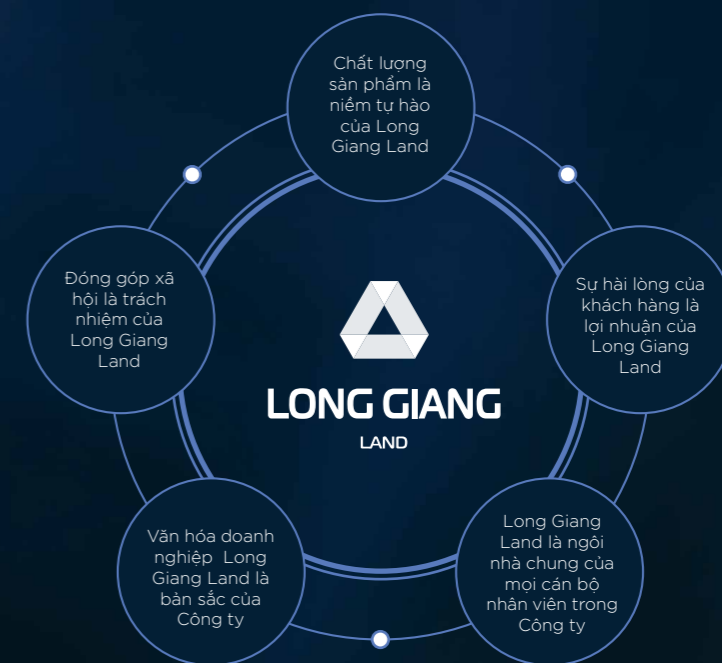 Chất lượng
sản phẩm là
niềm tự hào
của Long
Giang Land
Đóng góp xã
hội là trách
nhiệm của
Long Giang
Land
Sự hài lòng của
khách hàng là
lợi nhuận của
Long Giang
Land
LONG GIANG
LAND
Văn hóa doanh
nghiệp Long
Giang Land là
bản sắc của
Công ty
Long Giang
Land là ngôi
nhà chung của
mọi cán bộ
nhân viên trong
Công ty